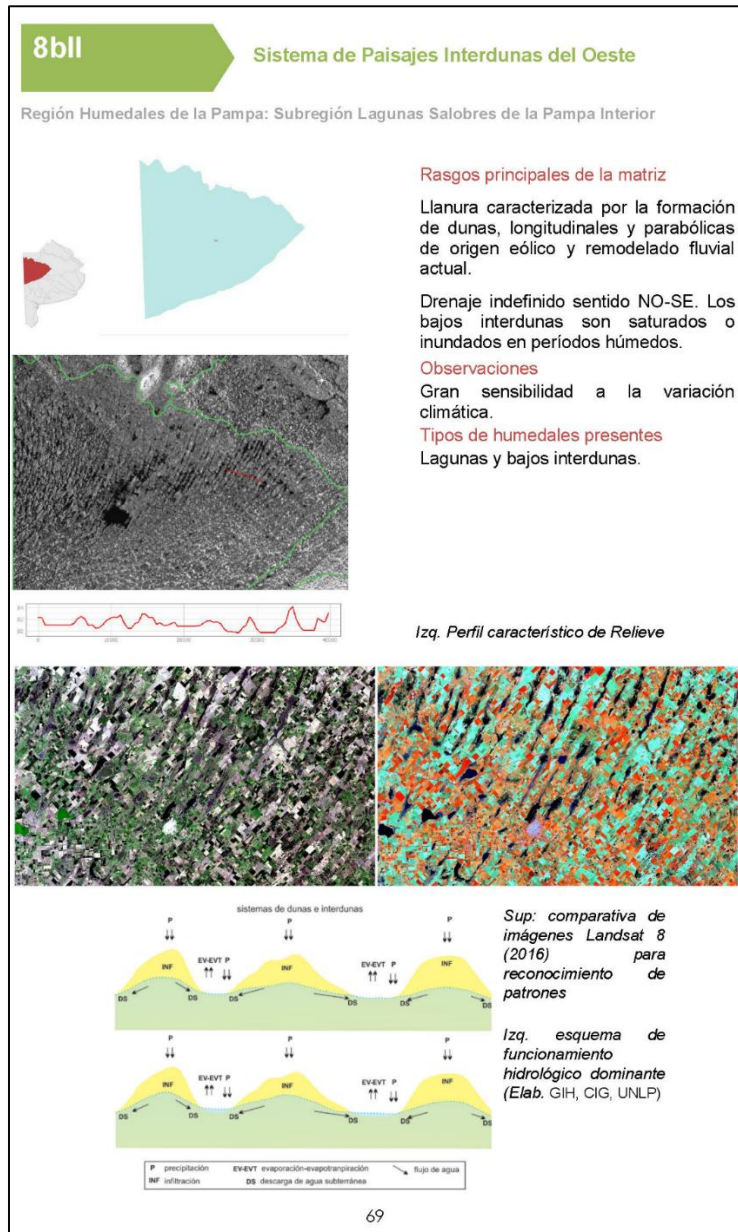 8bII
Sistema de Paisajes Interdunas del Oeste
Región Humedales de la Pampa: Subregión Lagunas Salobres de la Pampa Interior
Rasgos principales de la matriz
Llanura caracterizada por la formación
de dunas, longitudinales y parabólicas
de origen eólico y remodelado fluvial
actual.
Drenaje indefinido sentido NO-SE. Los
bajos interdunas son saturados o
inundados en períodos húmedos.
Observaciones
Gran sensibilidad a la variación
climática.
Tipos de humedales presentes
Lagunas y bajos interdunas.
0 10000 20000 30000 40000
Izq. Perfil característico de Relieve
sistemas de dunas e interdunas
P P P
EV-EVT P EV-EVT P
INF INF INF
DS DS DS DS DS DS
P P P
EV-EVT P EV-EVT P
INF INF INF
DS DS DS DS DS DS
P precipitación EV-EVT evaporación-evapotranpiración flujo de agua
INF infiltración DS descarga de agua subterránea
Sup: comparativa de
imágenes Landsat 8
(2016) para
reconocimiento de
patrones
Izq. esquema de
funcionamiento
hidrológico dominante
(Elab. GIH, CIG, UNLP)
69